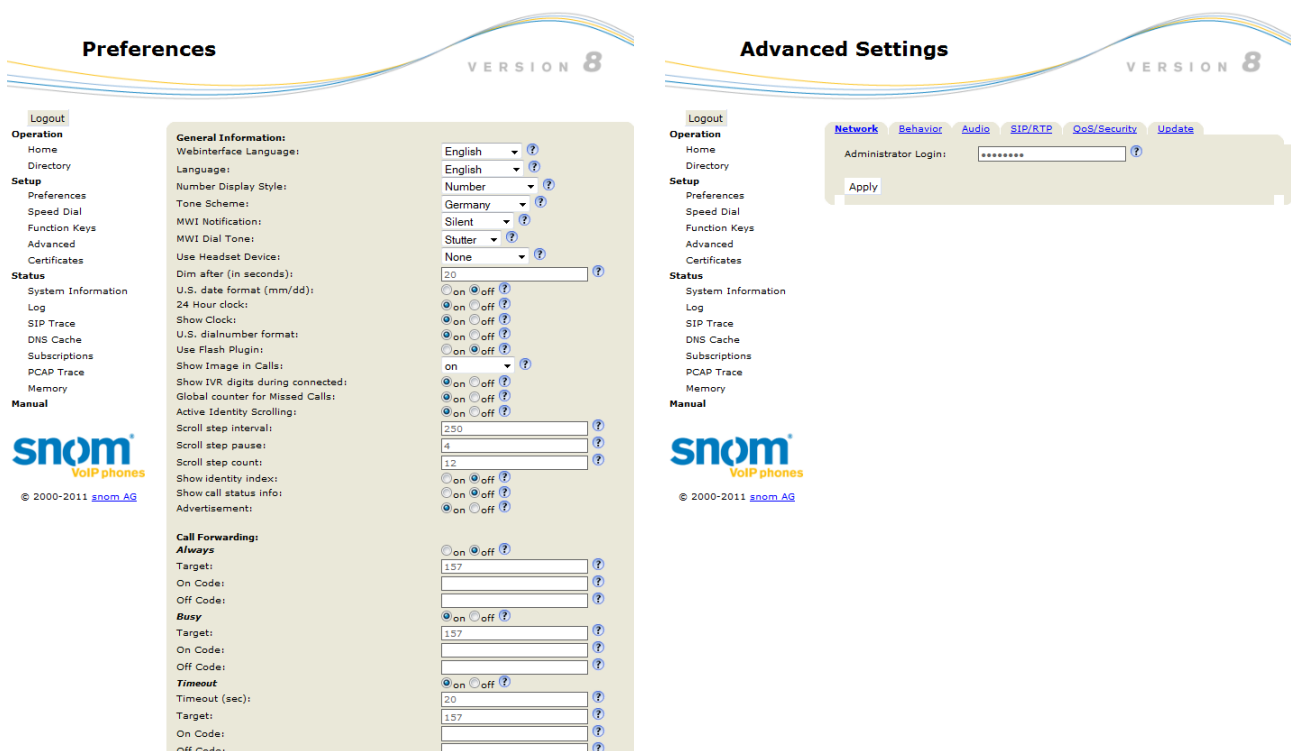 Preferences
VERSION 8
Logout
Operation
Home
Directory
Setup
Preferences
Speed Dial
Function Keys
Advanced
Certificates
Status
System Information
Log
SIP Trace
DNS Cache
Subscriptions
PCAP Trace
Memory
Manual
snom
VoIP phones
© 2000-2011 snom AG
General Information:
Webinterface Language: English ?
Language: English ?
Number Display Style: Number ?
Tone Scheme: Germany ?
MWI Notification: Silent ?
MWI Dial Tone: Stutter ?
Use Headset Device: None ?
Dim after (in seconds): 20 ?
U.S. date format (mm/dd): on off ?
24 Hour clock: on off ?
Show Clock: on off ?
U.S. dialnumber format: on off ?
Use Flash Plugin: on off ?
Show Image in Calls: on ?
Show IVR digits during connected: on off ?
Global counter for Missed Calls: on off ?
Active Identity Scrolling: on off ?
Scroll step interval: 250 ?
Scroll step pause: 4 ?
Scroll step count: 12 ?
Show identity index: on off ?
Show call status info: on off ?
Advertisement: on off ?
Call Forwarding:
Always on off ?
Target: 157 ?
On Code: ?
Off Code: ?
Busy on off ?
Target: 157 ?
On Code: ?
Off Code: ?
Timeout on off ?
Timeout (sec): 20 ?
Target: 157 ?
On Code: ?
Off Code: ?
Advanced Settings
VERSION 8
Logout
Operation
Home
Directory
Setup
Preferences
Speed Dial
Function Keys
Advanced
Certificates
Status
System Information
Log
SIP Trace
DNS Cache
Subscriptions
PCAP Trace
Memory
Manual
snom
VoIP phones
© 2000-2011 snom AG
Network Behavior Audio SIP/RTP QoS/Security Update
Administrator Login: ●●●●●●●● ?
Apply